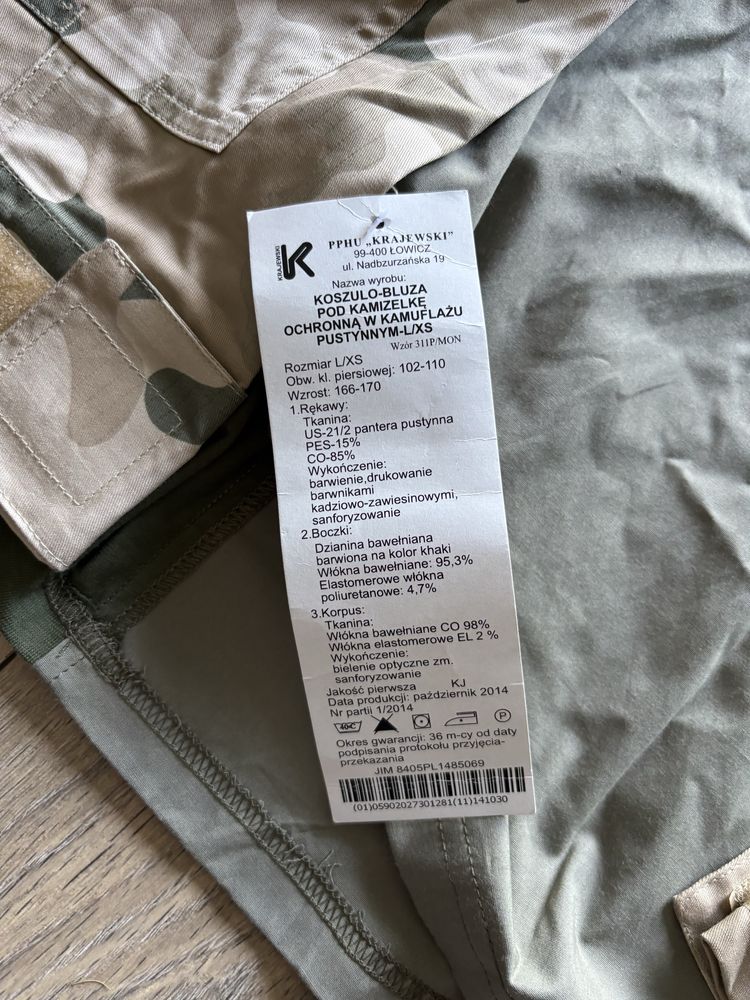 KRAJEWSKI
K
PPHU „KRAJEWSKI”
99-400 ŁOWICZ
ul. Nadbzurzańska 19
Nazwa wyrobu:
KOSZULO-BLUZA
POD KAMIZELKĘ
OCHRONNĄ W KAMUFLAŻU
PUSTYNNYM-L/XS
Wzór 311P/MON
Rozmiar L/XS
Obw. kl. piersiowej: 102-110
Wzrost: 166-170
1.Rękawy:
Tkanina:
US-21/2 pantera pustynna
PES-15%
CO-85%
Wykończenie:
barwienie,drukowanie
barwnikami
kadziowo-zawiesinowymi,
sanforyzowanie
2.Boczki:
Dzianina bawełniana
barwiona na kolor khaki
Włókna bawełniane: 95,3%
Elastomerowe włókna
poliuretanowe: 4,7%
3.Korpus:
Tkanina:
Włókna bawełniane CO 98%
Włókna elastomerowe EL 2 %
Wykończenie:
bielenie optyczne zm.
sanforyzowanie
Jakość pierwsza KJ
Data produkcji: październik 2014
Nr partii 1/2014
40C P
Okres gwarancji: 36 m-cy od daty
podpisania protokołu przyjęcia-
przekazania
JIM 8405PL1485069
(01)05902027301281(11)141030